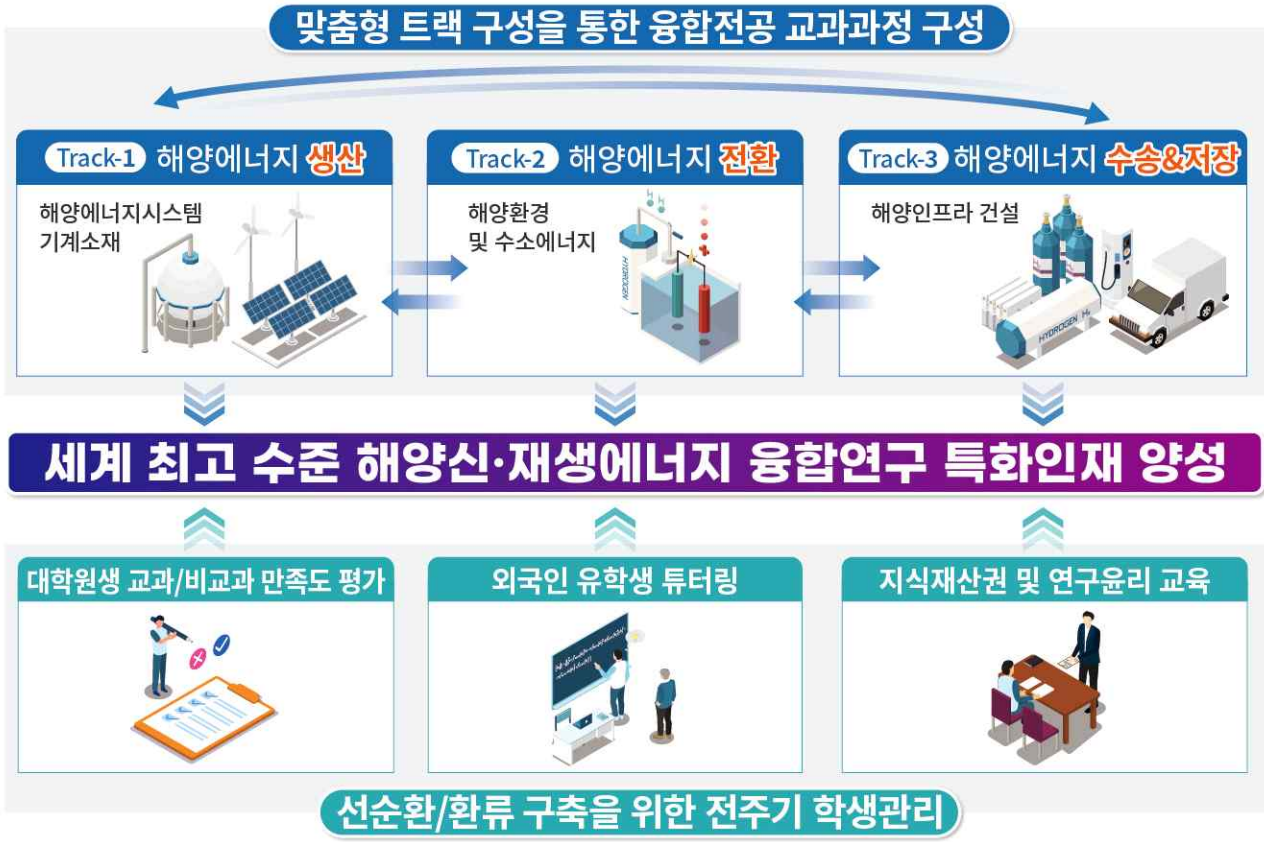 맞춤형 트랙 구성을 통한 융합전공 교과과정 구성
Track-1 해양에너지 생산
해양에너지시스템
기계소재
Track-2 해양에너지 전환
해양환경
및 수소에너지
H H
HYDROGEN
Track-3 해양에너지 수송&저장
해양인프라 건설
HYDROGEN H₂
세계 최고 수준 해양신·재생에너지 융합연구 특화인재 양성
대학원생 교과/비교과 만족도 평가
외국인 유학생 튜터링
지식재산권 및 연구윤리 교육
선순환/환류 구축을 위한 전주기 학생관리